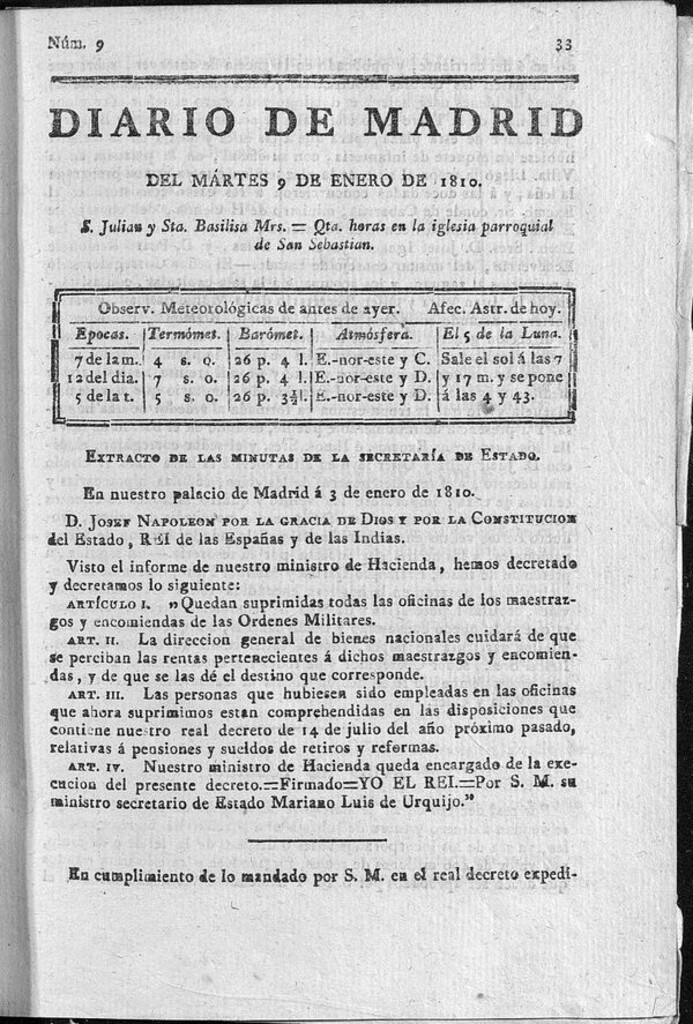 Núm. 9 33
DIARIO DE MADRID
DEL MÁRTES 9 DE ENERO DE 1810.
S. Julian y Sta. Basilisa Mrs. = Qta. horas en la iglesia parroquial
de San Sebastian.
Observ. Meteorológicas de antes de ayer. Afec. Astr. de hoy.
Epocas. Termómet. Barómet. Atmósfera. El 5 de la Luna.
7 de la m. 4 s. o. 26 p. 4 l. E.-nor-este y C. Sale el sol á las 7
12 del dia. 7 s. o. 26 p. 4 l. E.-nor-este y D. y 17 m. y se pone
5 de la t. 5 s. o. 26 p. 3½ l. E.-nor-este y D. á las 4 y 43.
EXTRACTO DE LAS MINUTAS DE LA SECRETARÍA DE ESTADO.
En nuestro palacio de Madrid á 3 de enero de 1810.
D. JOSEF NAPOLEON POR LA GRACIA DE DIOS Y POR LA CONSTITUCION
del Estado, REÍ de las Españas y de las Indias.
Visto el informe de nuestro ministro de Hacienda, hemos decretado
y decretamos lo siguiente:
ARTÍCULO I. „Quedan suprimidas todas las oficinas de los maestraz-
gos y encomiendas de las Ordenes Militares.
ART. II. La direccion general de bienes nacionales cuidará de que
se perciban las rentas pertenecientes á dichos maestrazgos y encomien-
das, y de que se las dé el destino que corresponde.
ART. III. Las personas que hubiesen sido empleadas en las oficinas
que ahora suprimimos estan comprehendidas en las disposiciones que
contiene nuestro real decreto de 14 de julio del año próximo pasado,
relativas á pensiones y sueldos de retiros y reformas.
ART. IV. Nuestro ministro de Hacienda queda encargado de la exe-
cucion del presente decreto.=Firmado=YO EL REI.=Por S. M. su
ministro secretario de Estado Mariano Luis de Urquijo."
En cumplimiento de lo mandado por S. M. en el real decreto expedi-